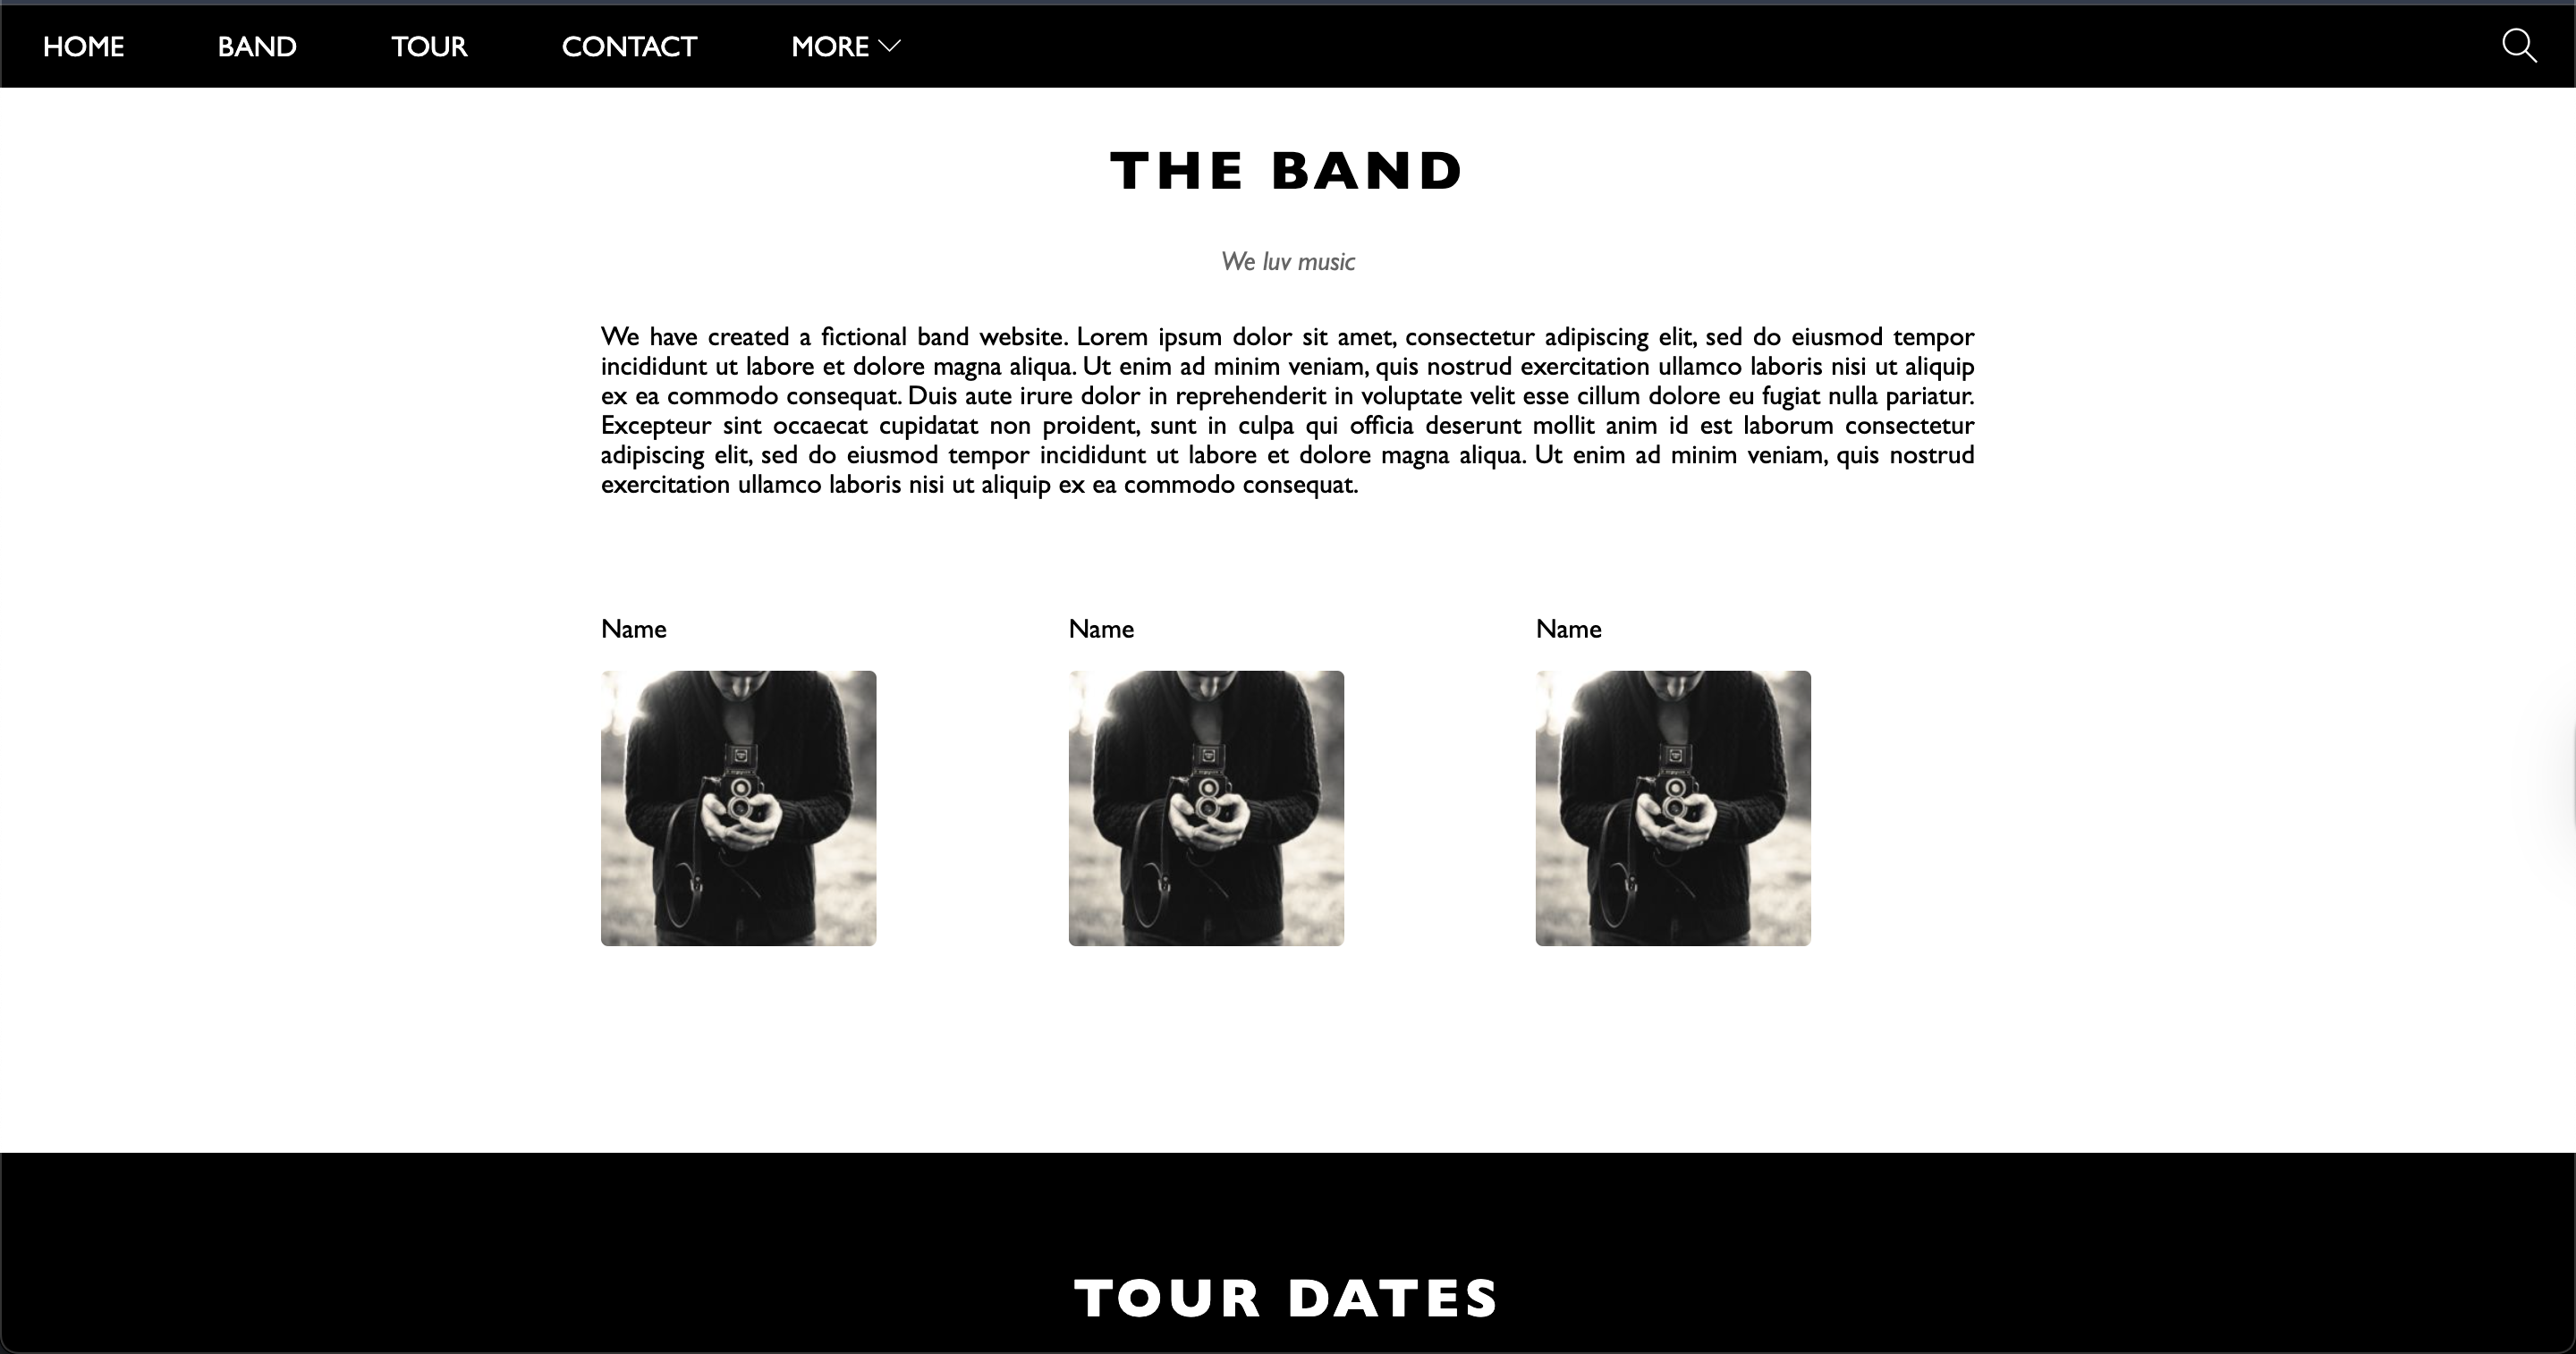 HOME BAND TOUR CONTACT MORE
THE BAND
We luv music
We have created a fictional band website. Lorem ipsum dolor sit amet, consectetur adipiscing elit, sed do eiusmod tempor
incididunt ut labore et dolore magna aliqua. Ut enim ad minim veniam, quis nostrud exercitation ullamco laboris nisi ut aliquip
ex ea commodo consequat. Duis aute irure dolor in reprehenderit in voluptate velit esse cillum dolore eu fugiat nulla pariatur.
Excepteur sint occaecat cupidatat non proident, sunt in culpa qui officia deserunt mollit anim id est laborum consectetur
adipiscing elit, sed do eiusmod tempor incididunt ut labore et dolore magna aliqua. Ut enim ad minim veniam, quis nostrud
exercitation ullamco laboris nisi ut aliquip ex ea commodo consequat.
Name Name Name
TOUR DATES